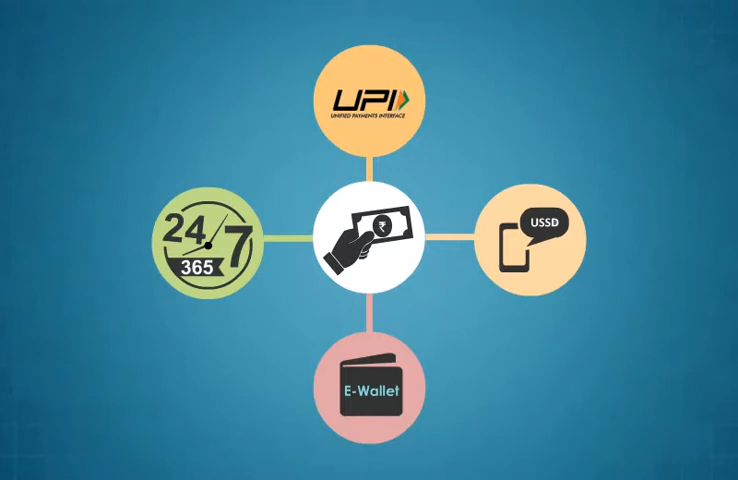 UPI
UNIFIED PAYMENTS INTERFACE
24
7
365
₹
USSD
E-Wallet